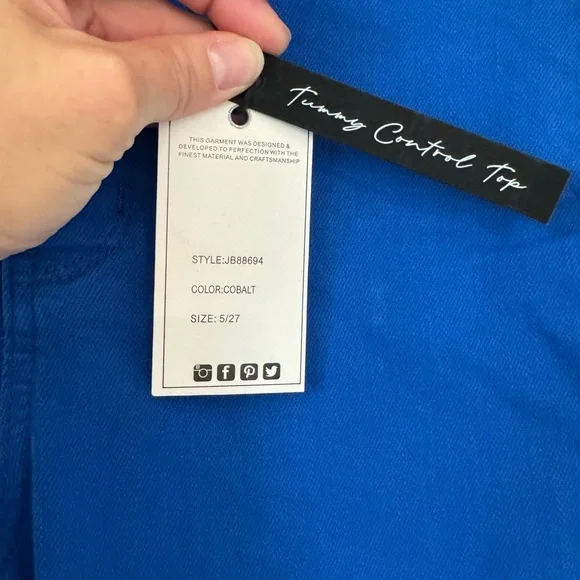 Tummy Control Top
THIS GARMENT WAS DESIGNED &
DEVELOPED TO PERFECTION WITH THE
FINEST MATERIAL AND CRAFTSMANSHIP
STYLE:JB88694
COLOR:COBALT
SIZE: 5/27